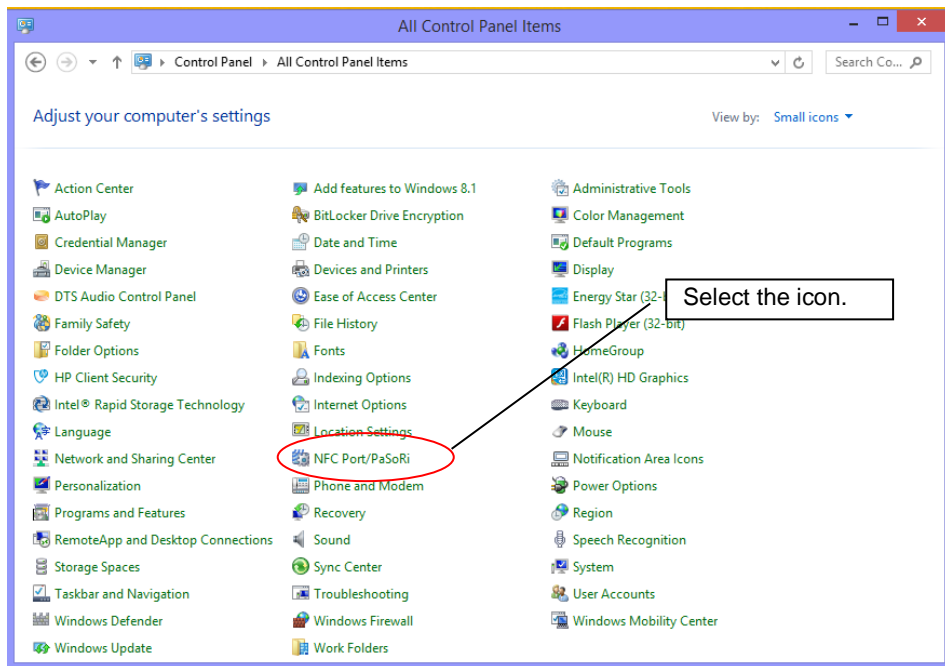 All Control Panel Items
Control Panel All Control Panel Items Search Co...
Adjust your computer's settings View by: Small icons
Action Center Add features to Windows 8.1 Administrative Tools
AutoPlay BitLocker Drive Encryption Color Management
Credential Manager Date and Time Default Programs
Device Manager Devices and Printers Display
DTS Audio Control Panel Ease of Access Center Energy Star (32-
Select the icon.
Family Safety File History Flash Player (32-bit)
Folder Options Fonts HomeGroup
HP Client Security Indexing Options Intel(R) HD Graphics
Intel® Rapid Storage Technology Internet Options Keyboard
Language Location Settings Mouse
Network and Sharing Center NFC Port/PaSoRi Notification Area Icons
Personalization Phone and Modem Power Options
Programs and Features Recovery Region
RemoteApp and Desktop Connections Sound Speech Recognition
Storage Spaces Sync Center System
Taskbar and Navigation Troubleshooting User Accounts
Windows Defender Windows Firewall Windows Mobility Center
Windows Update Work Folders